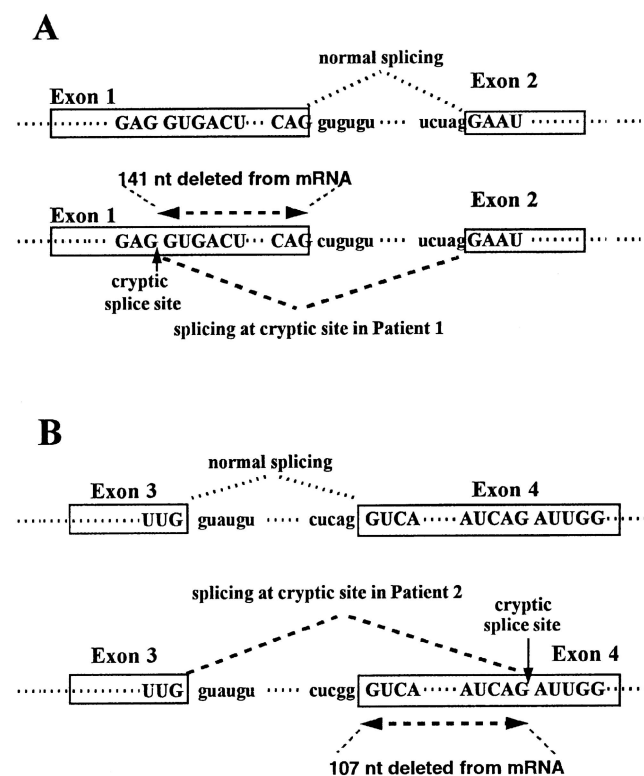 A
normal splicing
Exon 1
Exon 2
GAG GUGACU CAG gugugu ucuag GAAU
141 nt deleted from mRNA
Exon 1
Exon 2
GAG GUGACU CAG cugugu ucuag GAAU
cryptic
splice site
splicing at cryptic site in Patient 1
B
normal splicing
Exon 3
Exon 4
UUG guaugu cucag GUCA AUCAG AUUGG
splicing at cryptic site in Patient 2
cryptic
splice site
Exon 3
Exon 4
UUG guaugu cucgg GUCA AUCAG AUUGG
107 nt deleted from mRNA